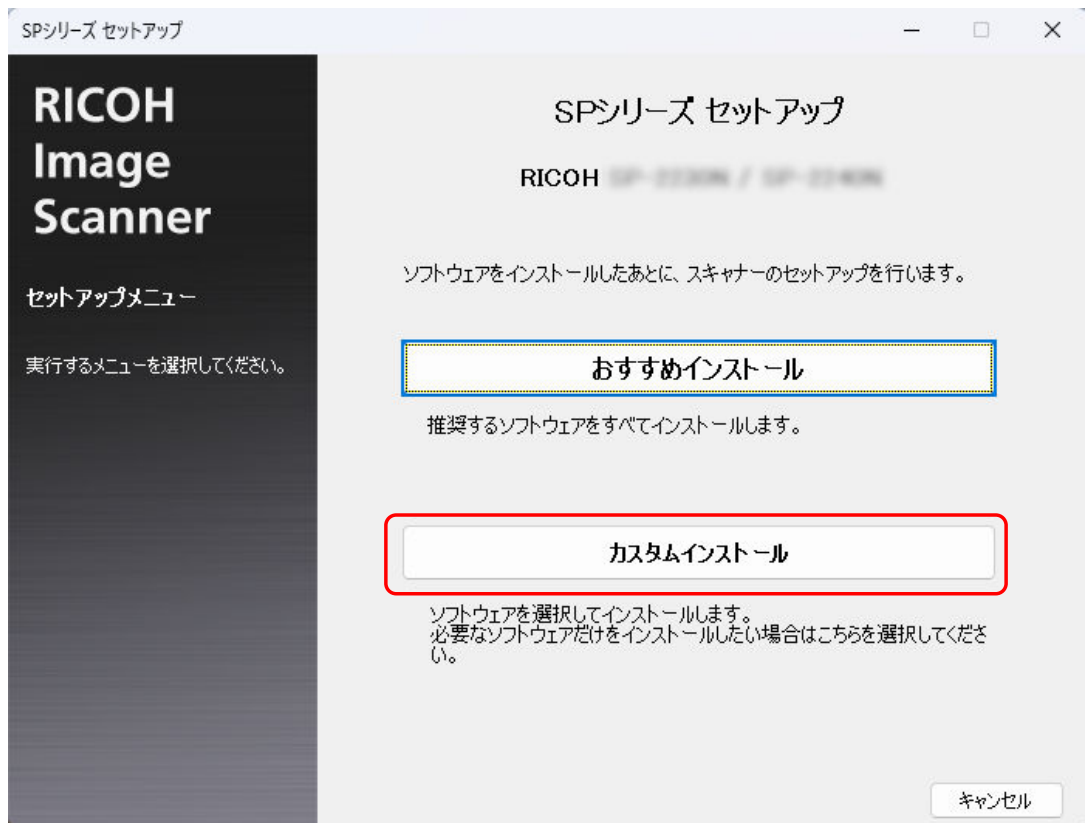 SPシリーズ セットアップ
RICOH
Image
Scanner
セットアップメニュー
実行するメニューを選択してください。
SPシリーズ セットアップ
RICOH
ソフトウェアをインストールしたあとに、スキャナーのセットアップを行います。
おすすめインストール
推奨するソフトウェアをすべてインストールします。
カスタムインストール
ソフトウェアを選択してインストールします。
必要なソフトウェアだけをインストールしたい場合はこちらを選択してくださ
い。
キャンセル